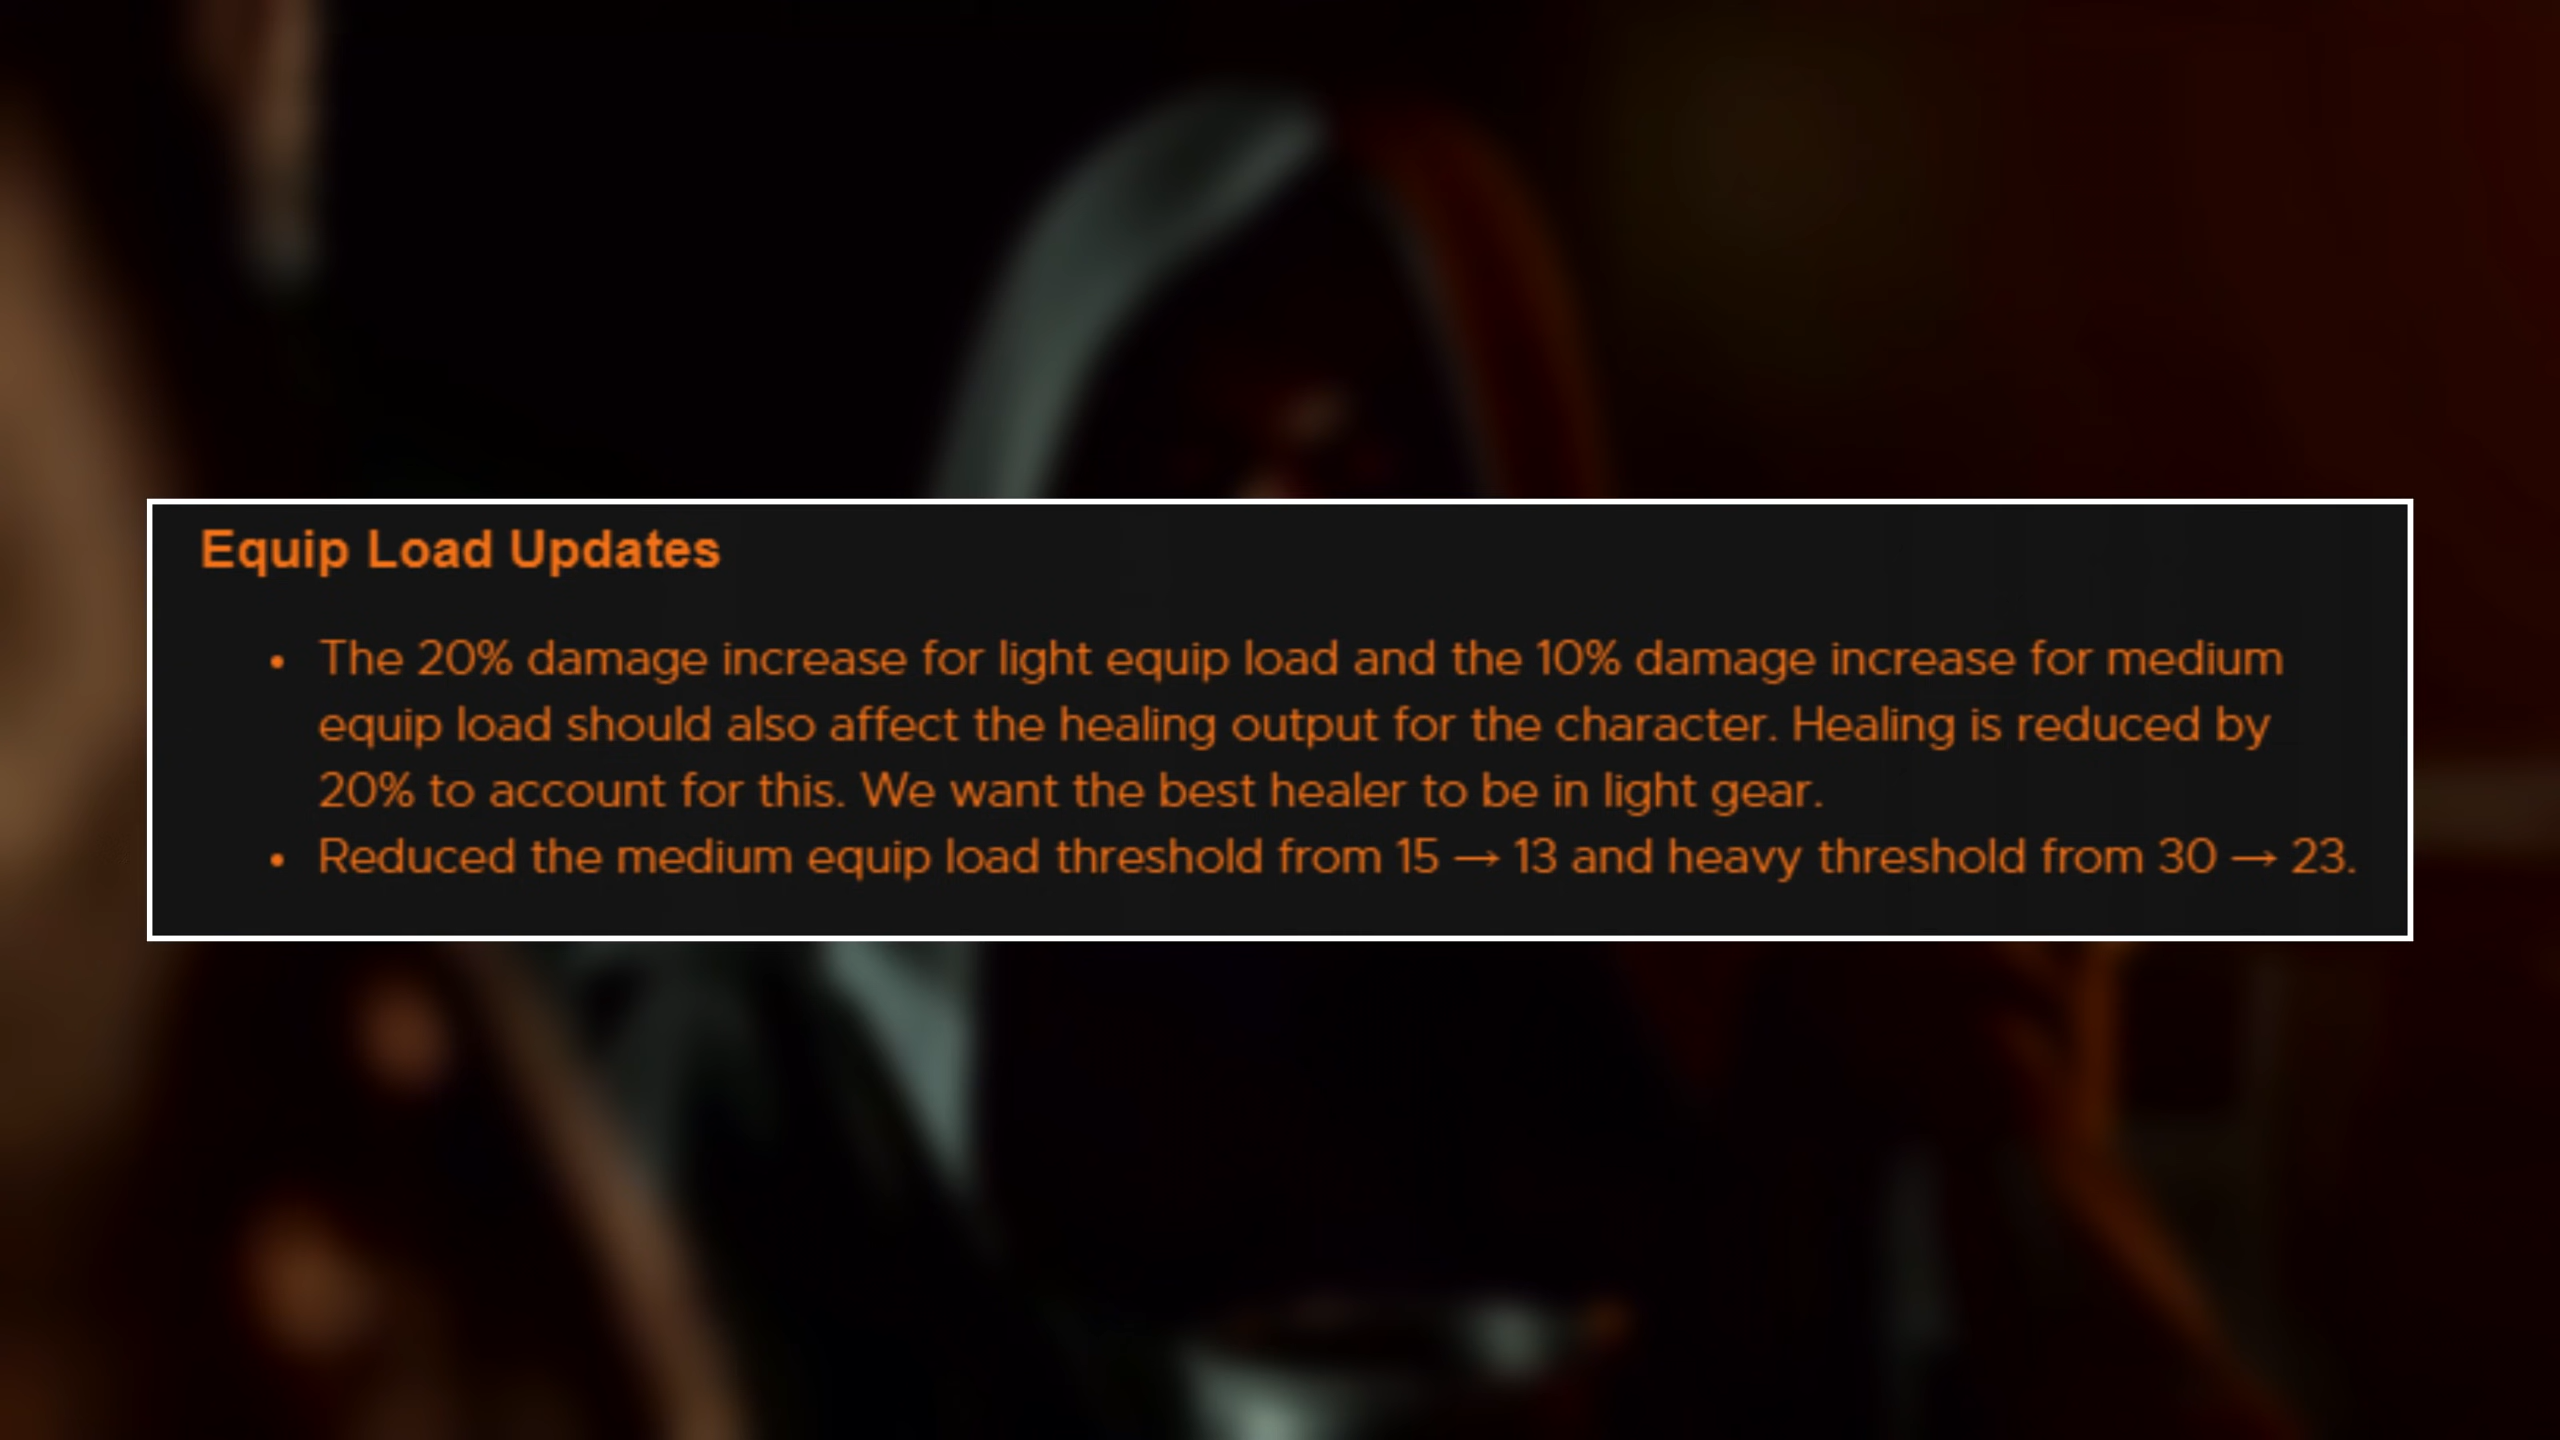 Equip Load Updates
• The 20% damage increase for light equip load and the 10% damage increase for medium
equip load should also affect the healing output for the character. Healing is reduced by
20% to account for this. We want the best healer to be in light gear.
• Reduced the medium equip load threshold from 15 → 13 and heavy threshold from 30 → 23.